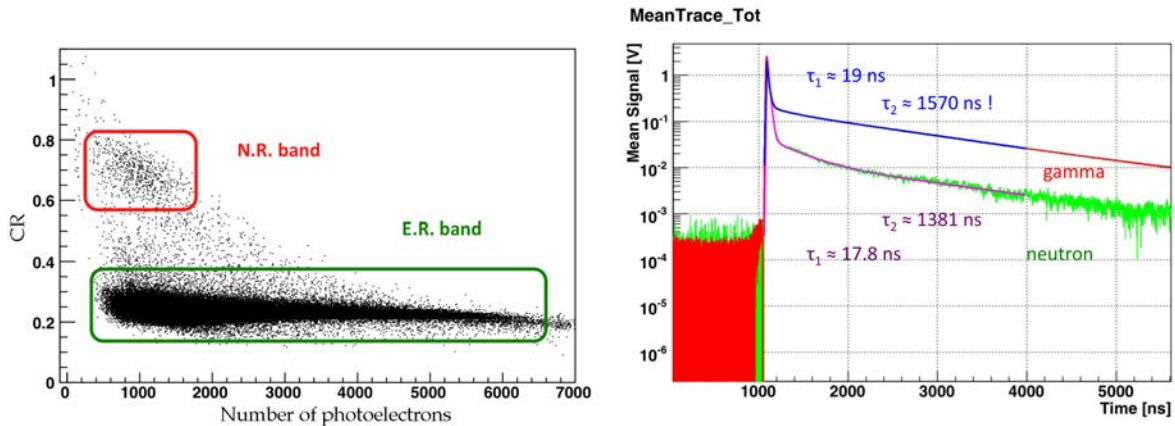 CR
1
0.8
0.6
0.4
0.2
0
N.R. band
E.R. band
0 1000 2000 3000 4000 5000 6000 7000
Number of photoelectrons
MeanTrace_Tot
Mean Signal [V]
1
10⁻¹
10⁻²
10⁻³
10⁻⁴
10⁻⁵
10⁻⁶
τ₁ ≈ 19 ns
τ₂ ≈ 1570 ns !
gamma
τ₂ ≈ 1381 ns
τ₁ ≈ 17.8 ns
neutron
1000 2000 3000 4000 5000
Time [ns]